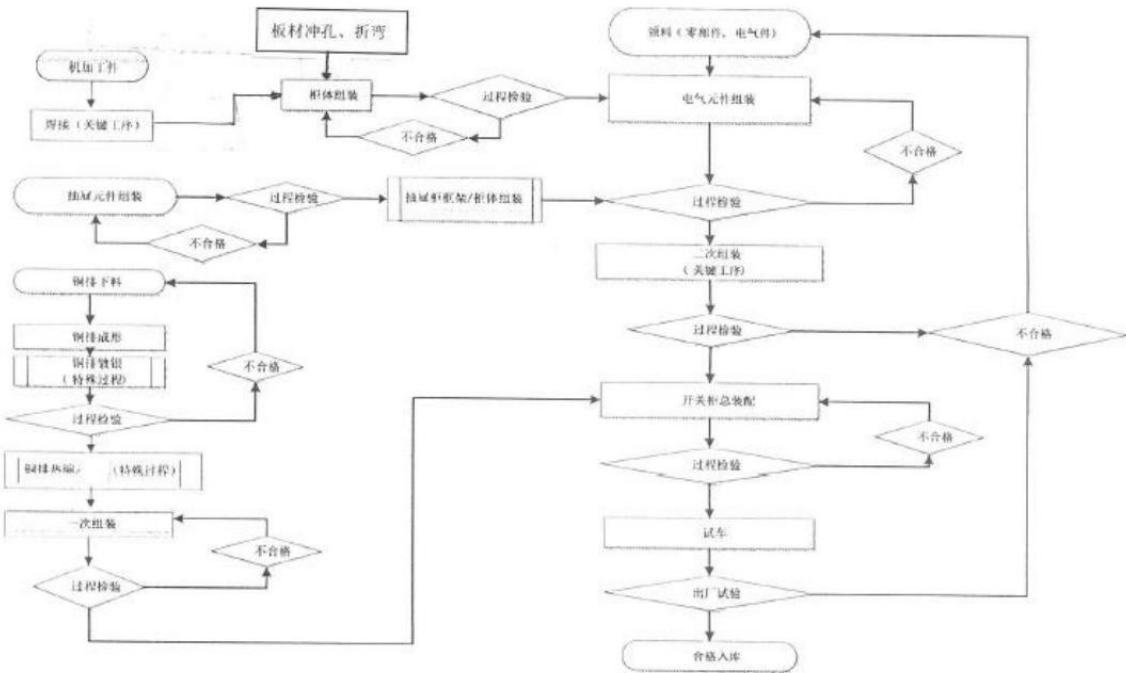 板材冲孔、折弯
领料（零部件，电气件）
机加工件
柜体组装
过程检验
电气元件组装
焊接（关键工序）
不合格
不合格
抽屉元件组装
过程检验
抽屉柜框架/柜体组装
过程检验
不合格
二次组装
（关键工序）
铜排下料
过程检验
不合格
铜排成形
不合格
铜排镀银
（特殊过程）
开关柜总装配
过程检验
不合格
过程检验
铜排热缩
（特殊过程）
一次组装
试车
不合格
过程检验
出厂试验
合格入库